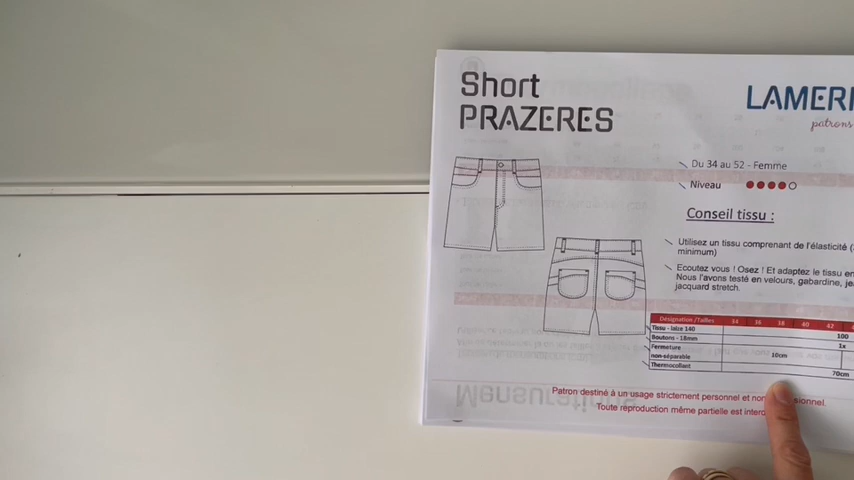 Short
PRAZERES
LAMERI
patrons
Du 34 au 52 - Femme
Niveau
Conseil tissu :
Utilisez un tissu comprenant de l'élasticité
minimum)
Ecoutez vous ! Osez ! Et adaptez le tissu en
Nous l'avons testé en velours, gabardine,
jacquard stretch.
Désignation /Tailles 34 36 38 40 42
Tissu - laize 140 100
Boutons - 18mm 1x
Fermeture
non-séparable 10cm
Thermocollant 70cm
Patron destiné à un usage strictement personnel et non
Toute reproduction même partielle est
Mensurations